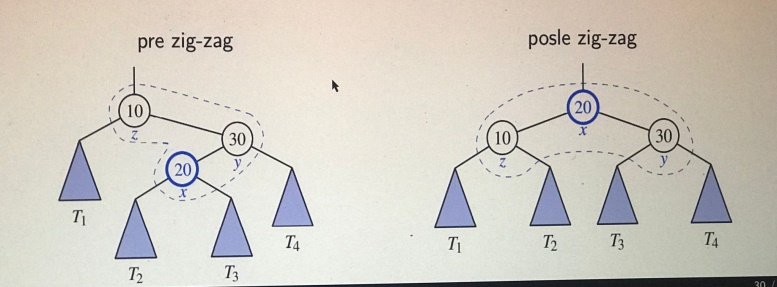 pre zig-zag
10
z
30
y
20
x
T1
T2
T3
T4
posle zig-zag
20
x
10
z
30
y
T1
T2
T3
T4
30 /